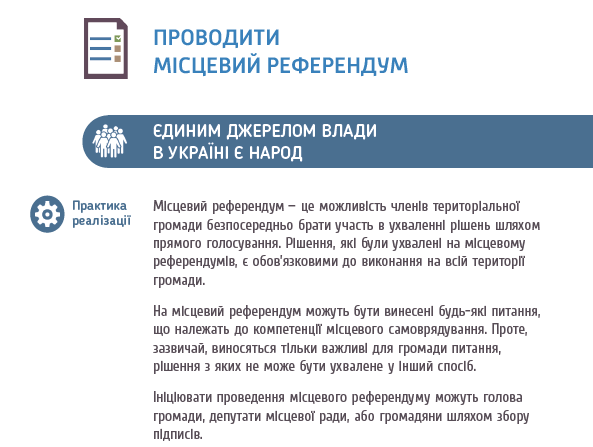 ПРОВОДИТИ
МІСЦЕВИЙ РЕФЕРЕНДУМ
ЄДИНИМ ДЖЕРЕЛОМ ВЛАДИ
В УКРАЇНІ Є НАРОД
Практика
реалізації
Місцевий референдум – це можливість членів територіальної
громади безпосередньо брати участь в ухваленні рішень шляхом
прямого голосування. Рішення, які були ухвалені на місцевому
референдумів, є обов'язковими до виконання на всій території
громади.
На місцевий референдум можуть бути винесені будь-які питання,
що належать до компетенції місцевого самоврядування. Проте,
зазвичай, виносяться тільки важливі для громади питання,
рішення з яких не може бути ухвалене у інший спосіб.
Ініціювати проведення місцевого референдуму можуть голова
громади, депутати місцевої ради, або громадяни шляхом збору
підписів.